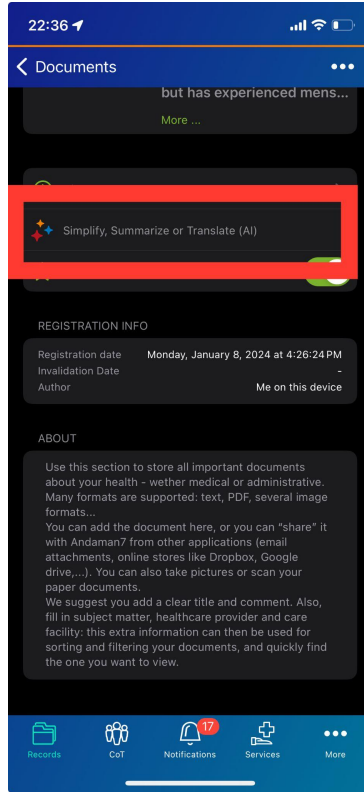 22:36
Documents
but has experienced mens...
More ...
Simplify, Summarize or Translate (AI)
REGISTRATION INFO
Registration date Monday, January 8, 2024 at 4:26:24 PM
Invalidation Date -
Author Me on this device
ABOUT
Use this section to store all important documents
about your health - wether medical or administrative.
Many formats are supported: text, PDF, several image
formats...
You can add the document here, or you can “share” it
with Andaman7 from other applications (email
attachments, online stores like Dropbox, Google
drive,...). You can also take pictures or scan your
paper documents.
We suggest you add a clear title and comment. Also,
fill in subject matter, healthcare provider and care
facility: this extra information can then be used for
sorting and filtering your documents, and quickly find
the one you want to view.
17
Records CoT Notifications Services More